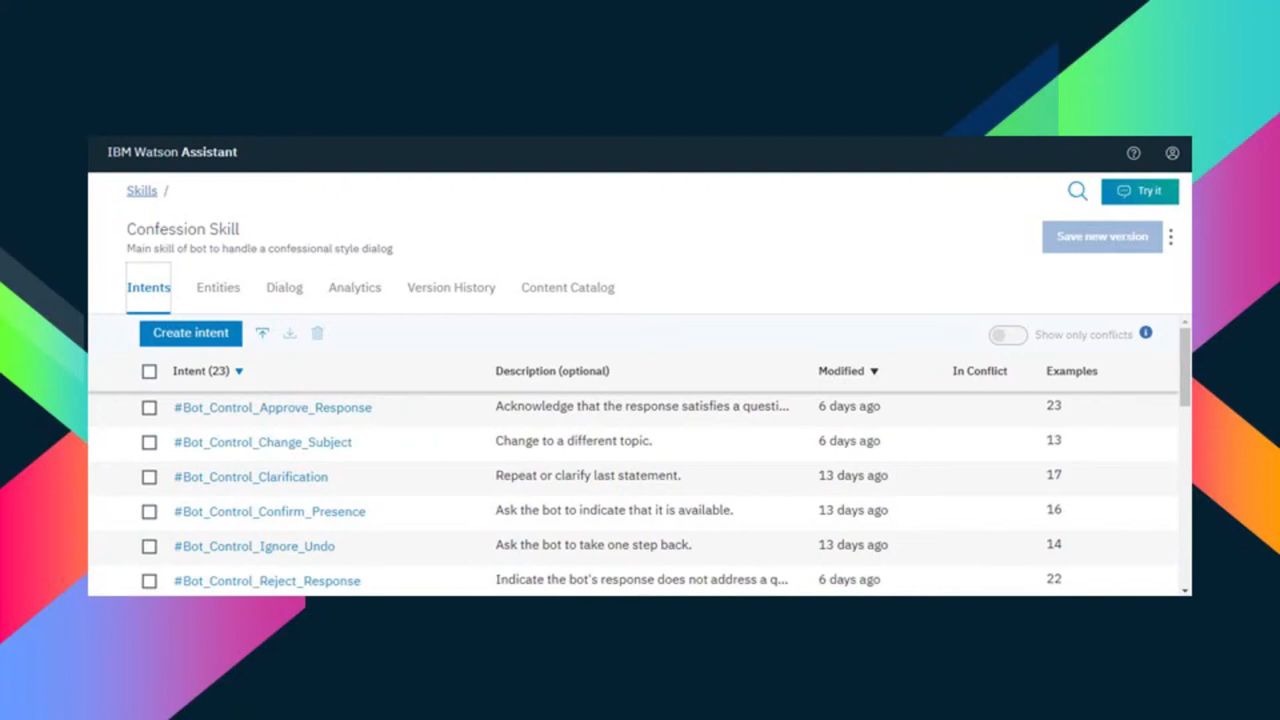 IBM Watson Assistant
Skills /
Try it
Confession Skill
Main skill of bot to handle a confessional style dialog
Save new version
Intents Entities Dialog Analytics Version History Content Catalog
Create intent
Show only conflicts
Intent (23) Description (optional) Modified In Conflict Examples
#Bot_Control_Approve_Response Acknowledge that the response satisfies a questi... 6 days ago 23
#Bot_Control_Change_Subject Change to a different topic. 6 days ago 13
#Bot_Control_Clarification Repeat or clarify last statement. 13 days ago 17
#Bot_Control_Confirm_Presence Ask the bot to indicate that it is available. 13 days ago 16
#Bot_Control_Ignore_Undo Ask the bot to take one step back. 13 days ago 14
#Bot_Control_Reject_Response Indicate the bot's response does not address a q... 6 days ago 22